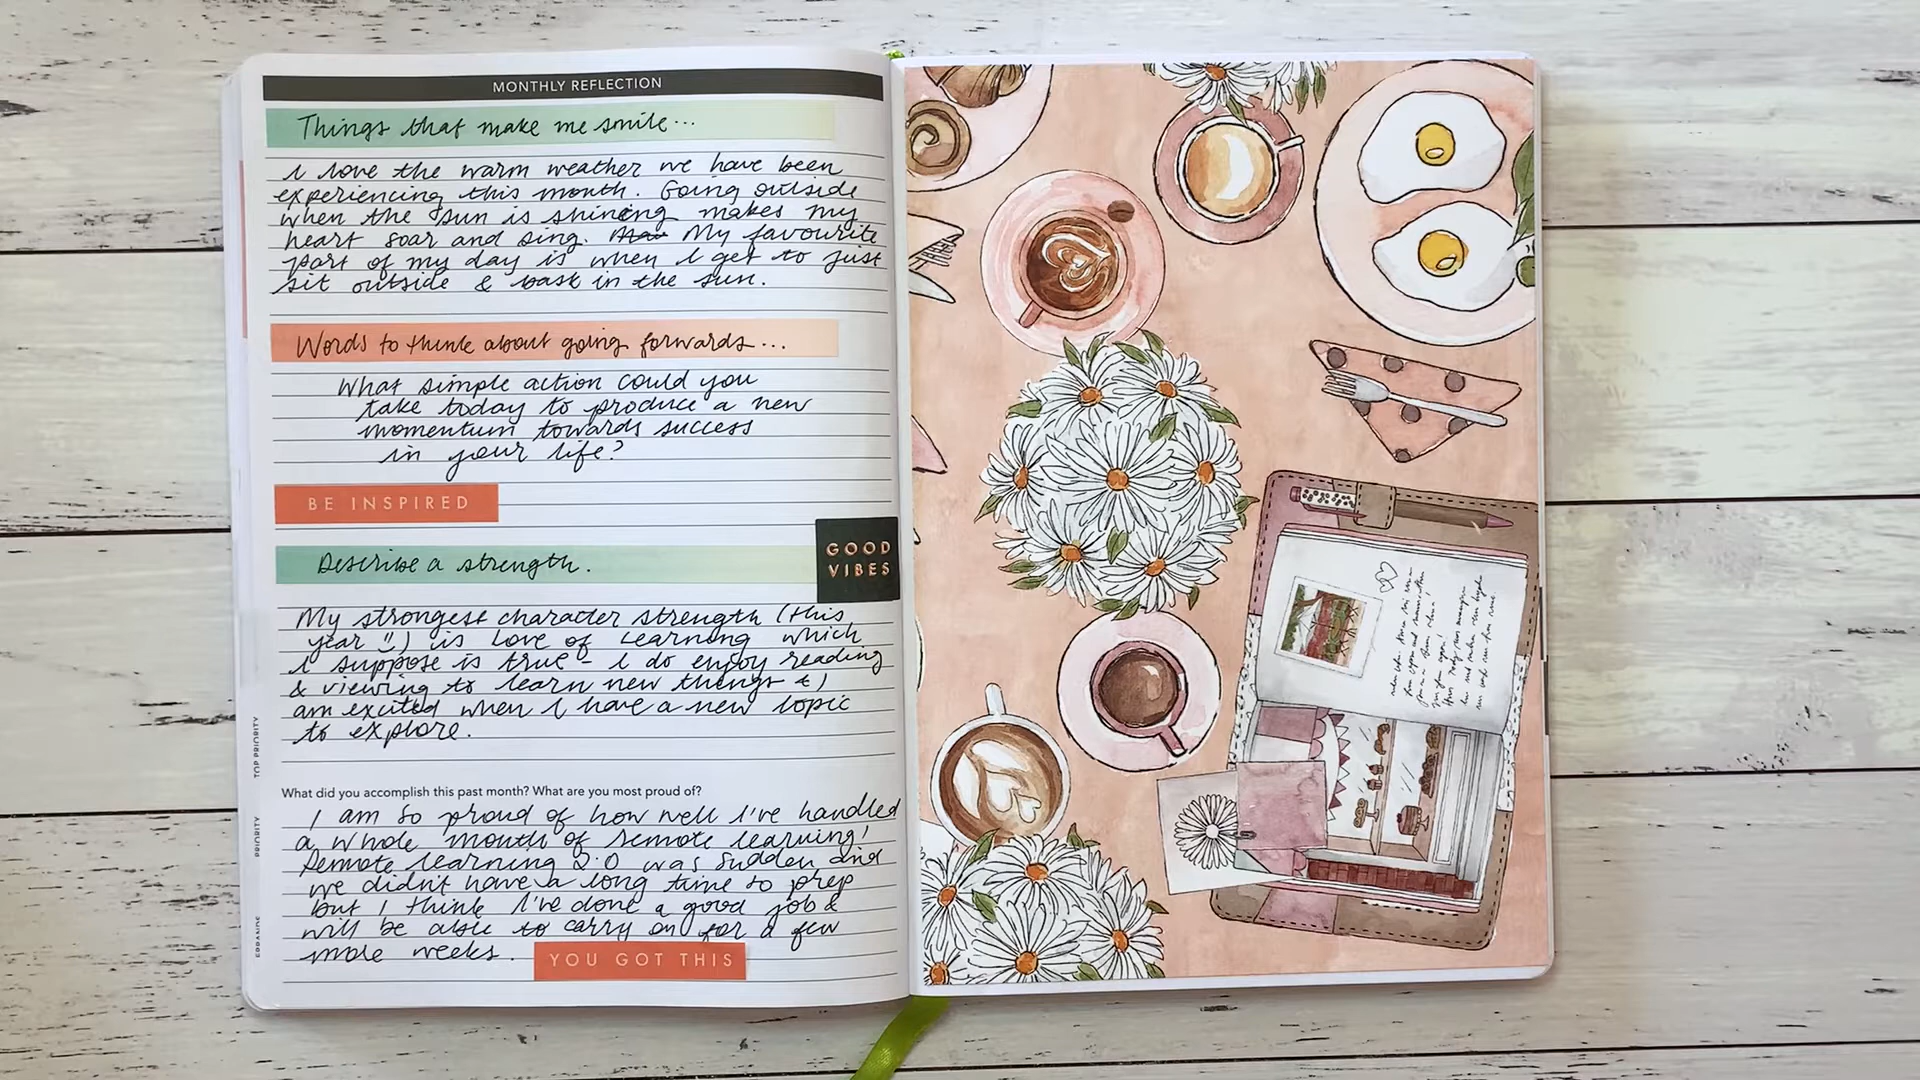 MONTHLY REFLECTION
Things that make me smile...
I love the warm weather we have been
experiencing this month. Going outside
when the sun is shining makes my
heart soar and sing. My favourite
part of my day is when I get to just
sit outside & bask in the sun.
Words to think about going forwards...
What simple action could you
take today to produce a new
momentum towards success
in your life?
BE INSPIRED
Describe a strength.
GOOD
VIBES
My strongest character strength (this
year !!) is Love of Learning which
I suppose is true - I do enjoy reading
& viewing to learn new things & I
am excited when I have a new topic
to explore.
TOP PRIORITY
PRIORITY
ERRANDS
What did you accomplish this past month? What are you most proud of?
I am so proud of how well I've handled
a whole month of remote learning!
Remote Learning 2.0 was sudden and
we didn't have a long time to prep
but I think I've done a good job &
will be able to carry on for a few
more weeks.
YOU GOT THIS